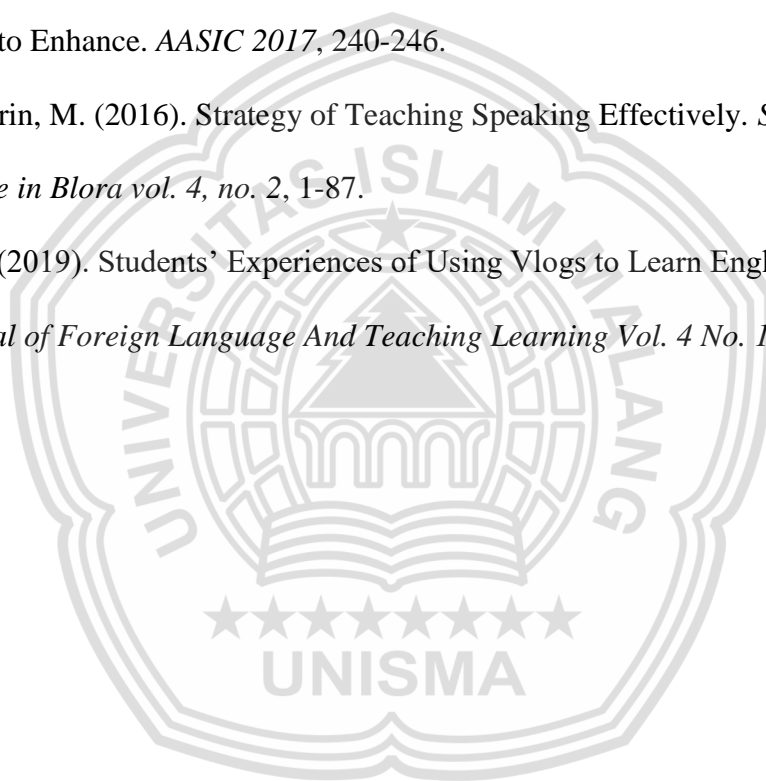 to Enhance. AASIC 2017, 240-246.
rin, M. (2016). Strategy of Teaching Speaking Effectively. S
e in Blora vol. 4, no. 2, 1-87.
(2019). Students’ Experiences of Using Vlogs to Learn Engl
al of Foreign Language And Teaching Learning Vol. 4 No. 1
UNIVERSITAS ISLAM MALANG
UNISMA